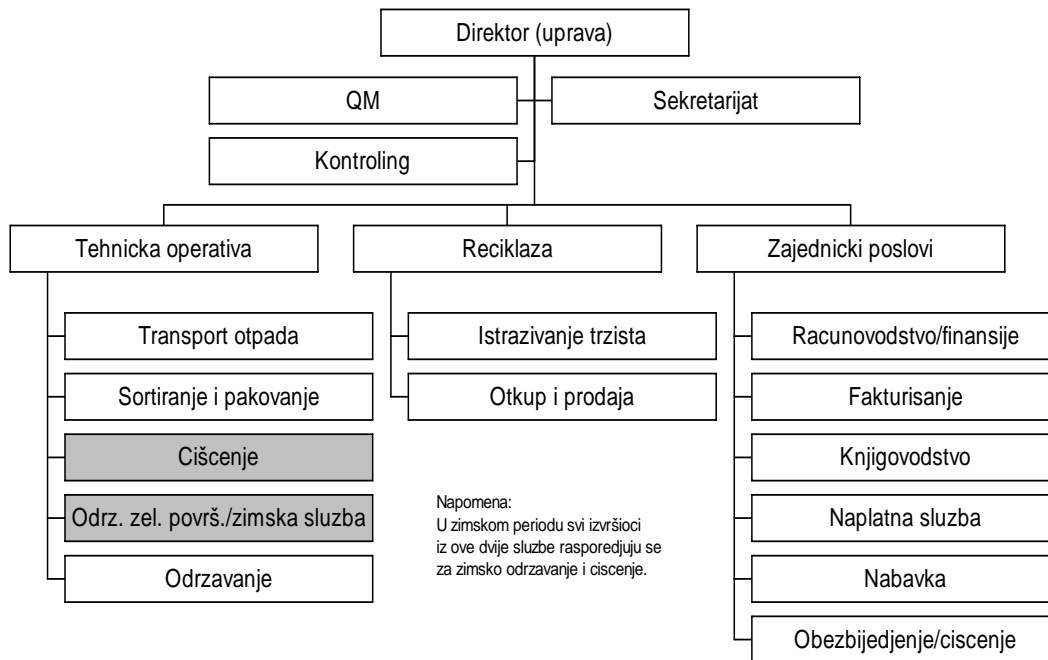 Direktor (uprava)
QM
Sekretarijat
Kontroling
Tehnicka operativa
Reciklaza
Zajednicki poslovi
Transport otpada
Sortiranje i pakovanje
Cišcenje
Odrz. zel. površ./zimska sluzba
Odrzavanje
Istrazivanje trzista
Otkup i prodaja
Napomena:
U zimskom periodu svi izvršioci
iz ove dvije sluzbe rasporedjuju se
za zimsko odrzavanje i ciscenje.
Racunovodstvo/finansije
Fakturisanje
Knjigovodstvo
Naplatna sluzba
Nabavka
Obezbijedjenje/ciscenje